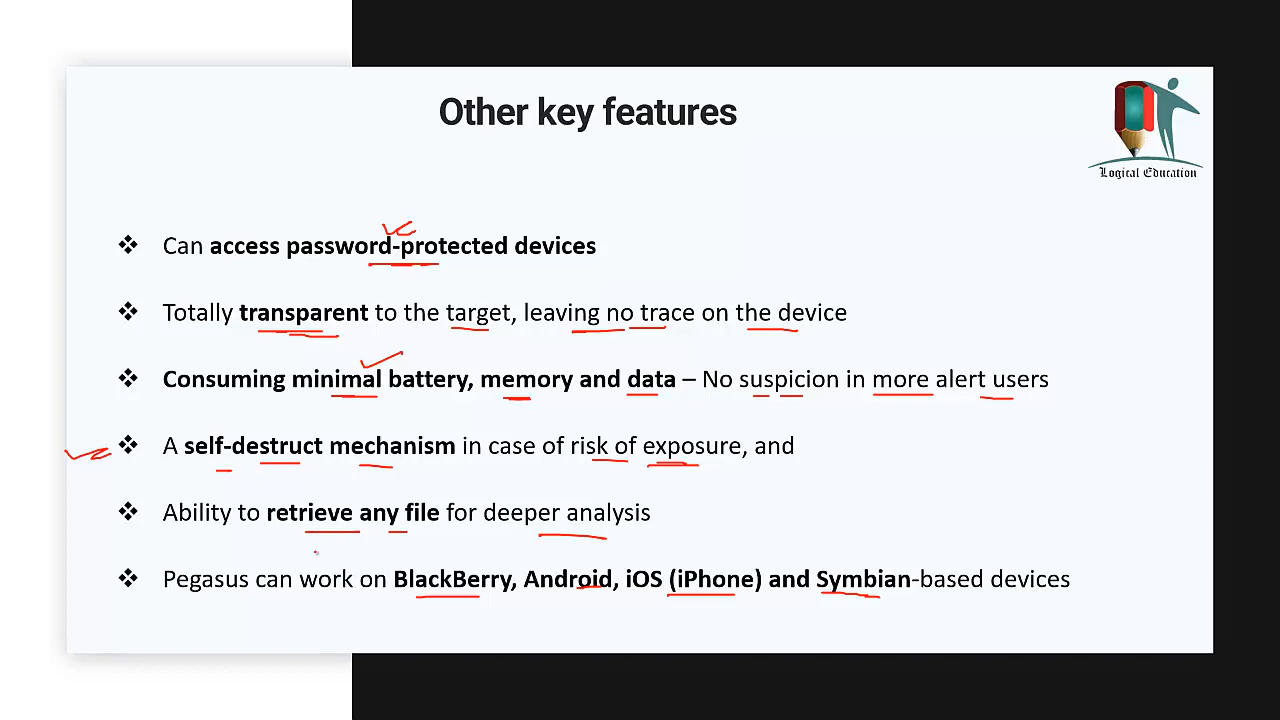 Other key features
Logical Education
❖ Can access password-protected devices
❖ Totally transparent to the target, leaving no trace on the device
❖ Consuming minimal battery, memory and data – No suspicion in more alert users
❖ A self-destruct mechanism in case of risk of exposure, and
❖ Ability to retrieve any file for deeper analysis
❖ Pegasus can work on BlackBerry, Android, iOS (iPhone) and Symbian-based devices